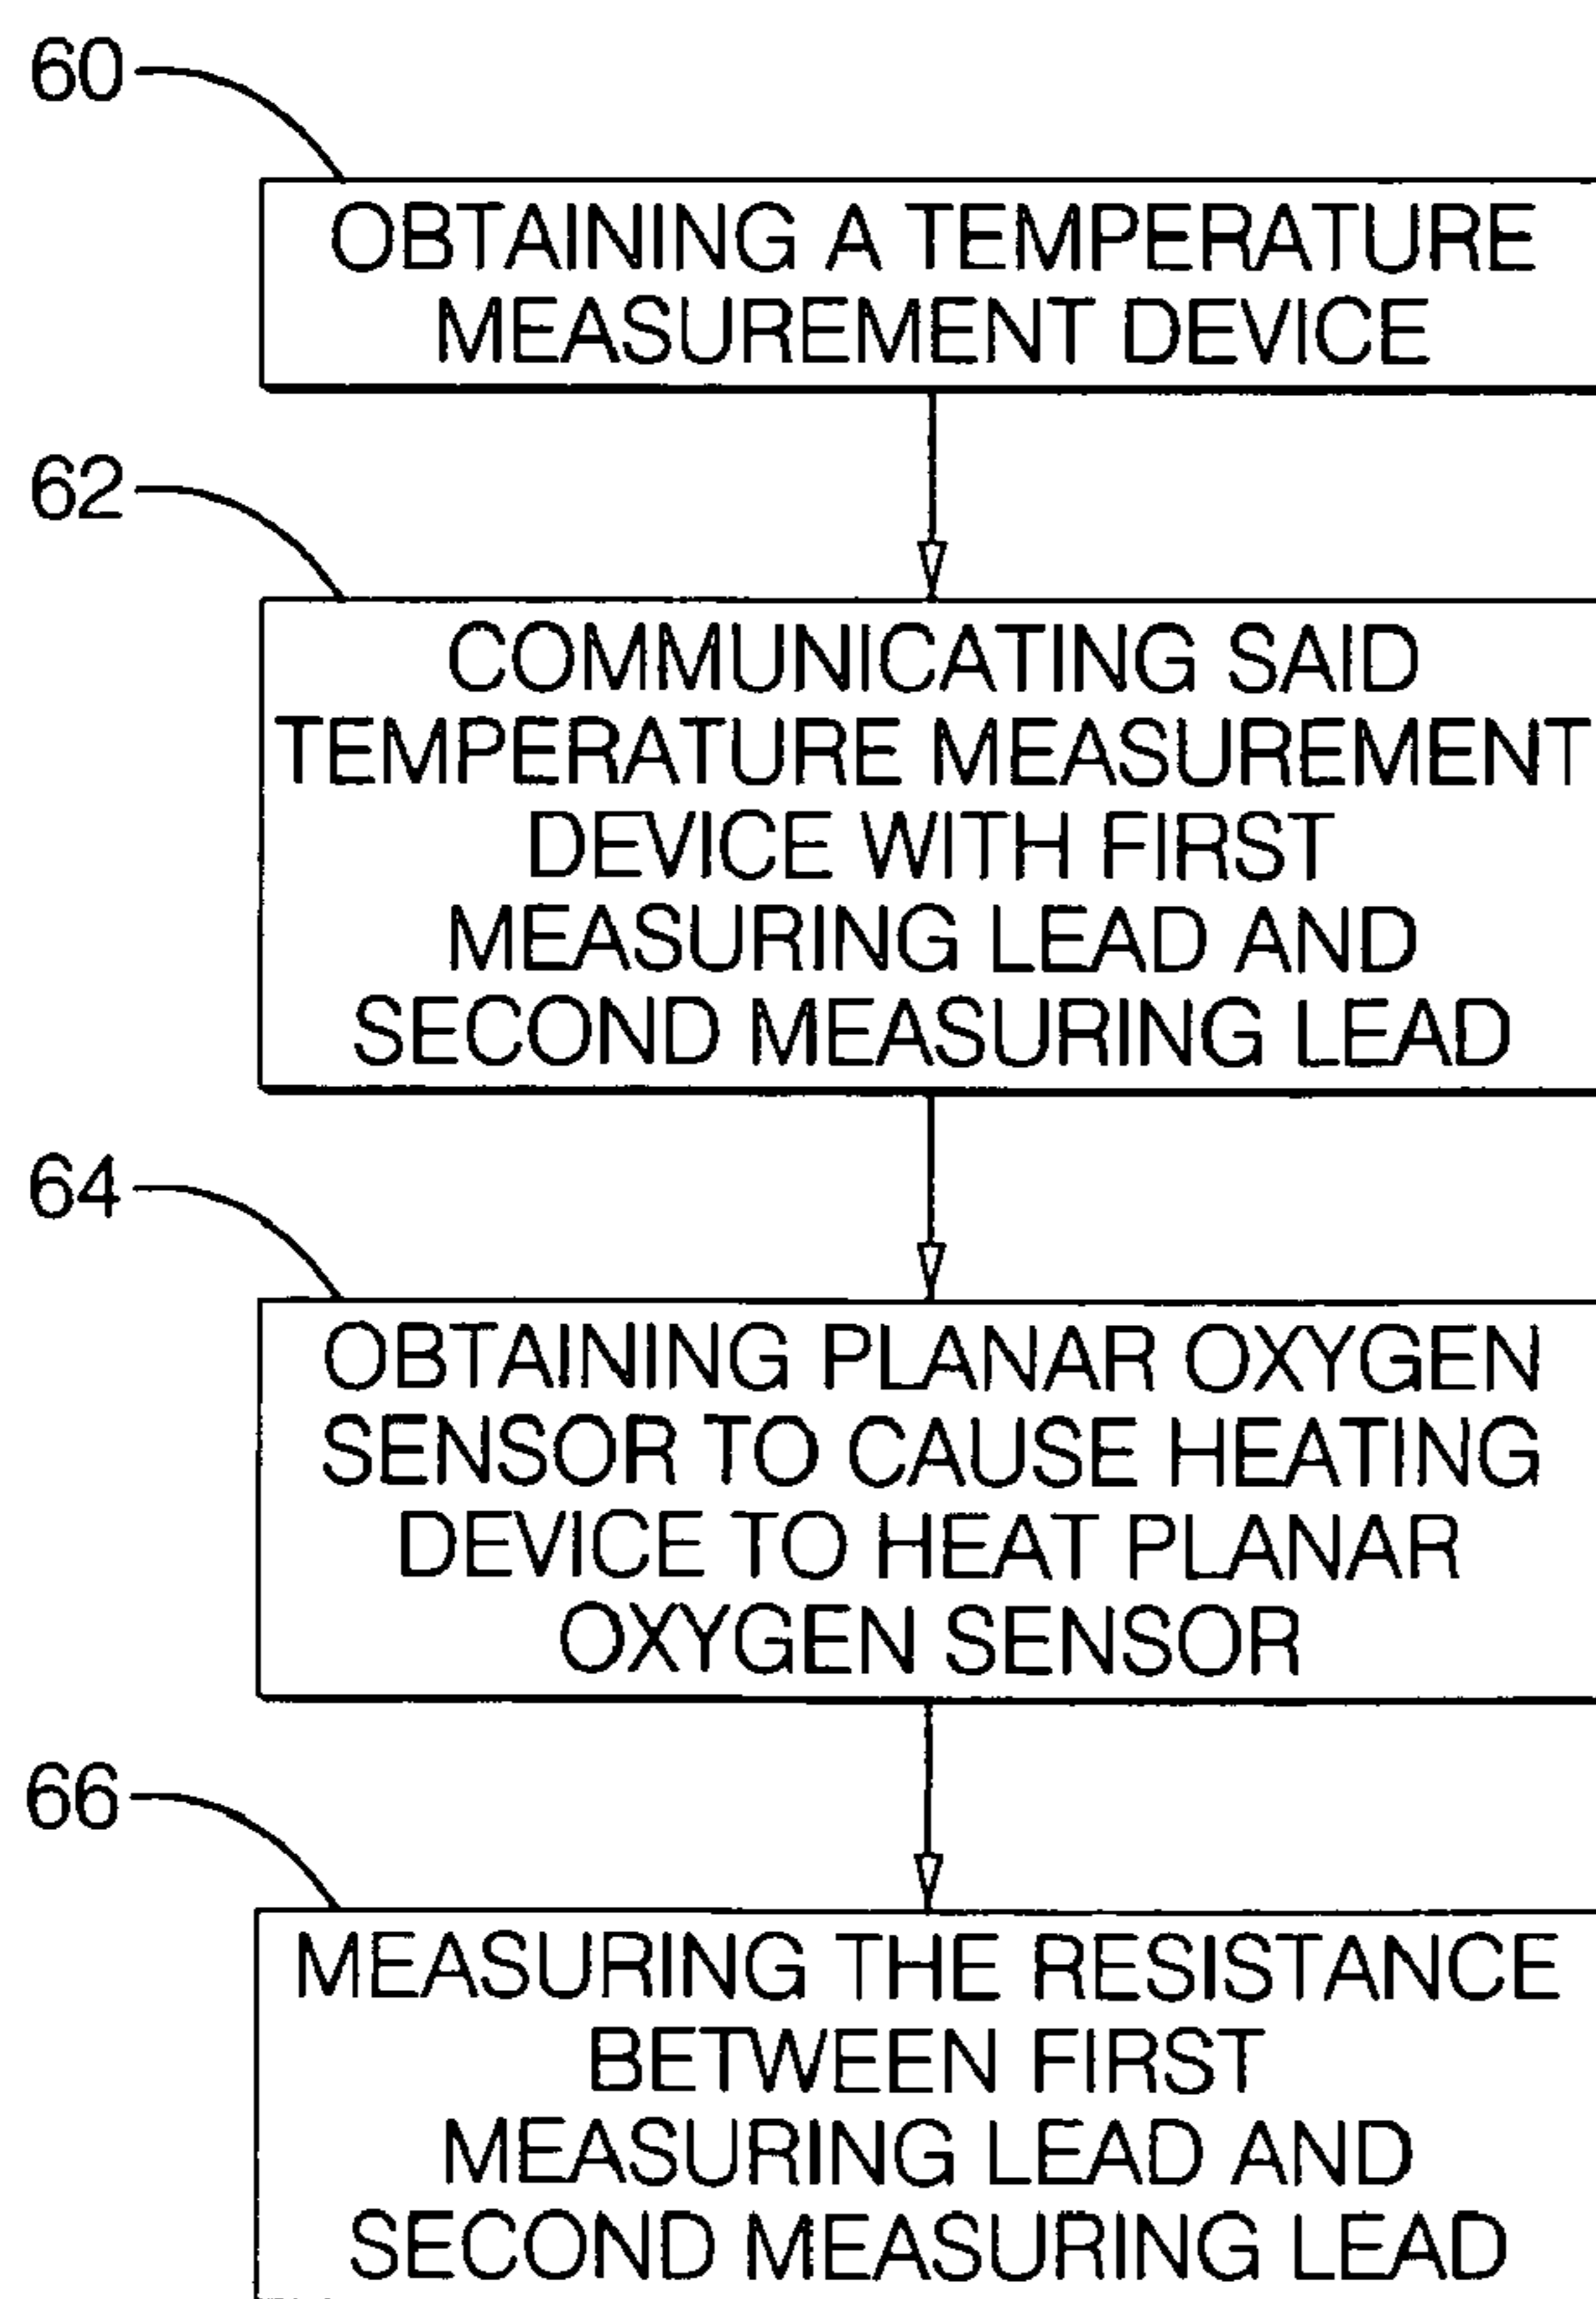 60
OBTAINING A TEMPERATURE
MEASUREMENT DEVICE
62
COMMUNICATING SAID
TEMPERATURE MEASUREMENT
DEVICE WITH FIRST
MEASURING LEAD AND
SECOND MEASURING LEAD
64
OBTAINING PLANAR OXYGEN
SENSOR TO CAUSE HEATING
DEVICE TO HEAT PLANAR
OXYGEN SENSOR
66
MEASURING THE RESISTANCE
BETWEEN FIRST
MEASURING LEAD AND
SECOND MEASURING LEAD